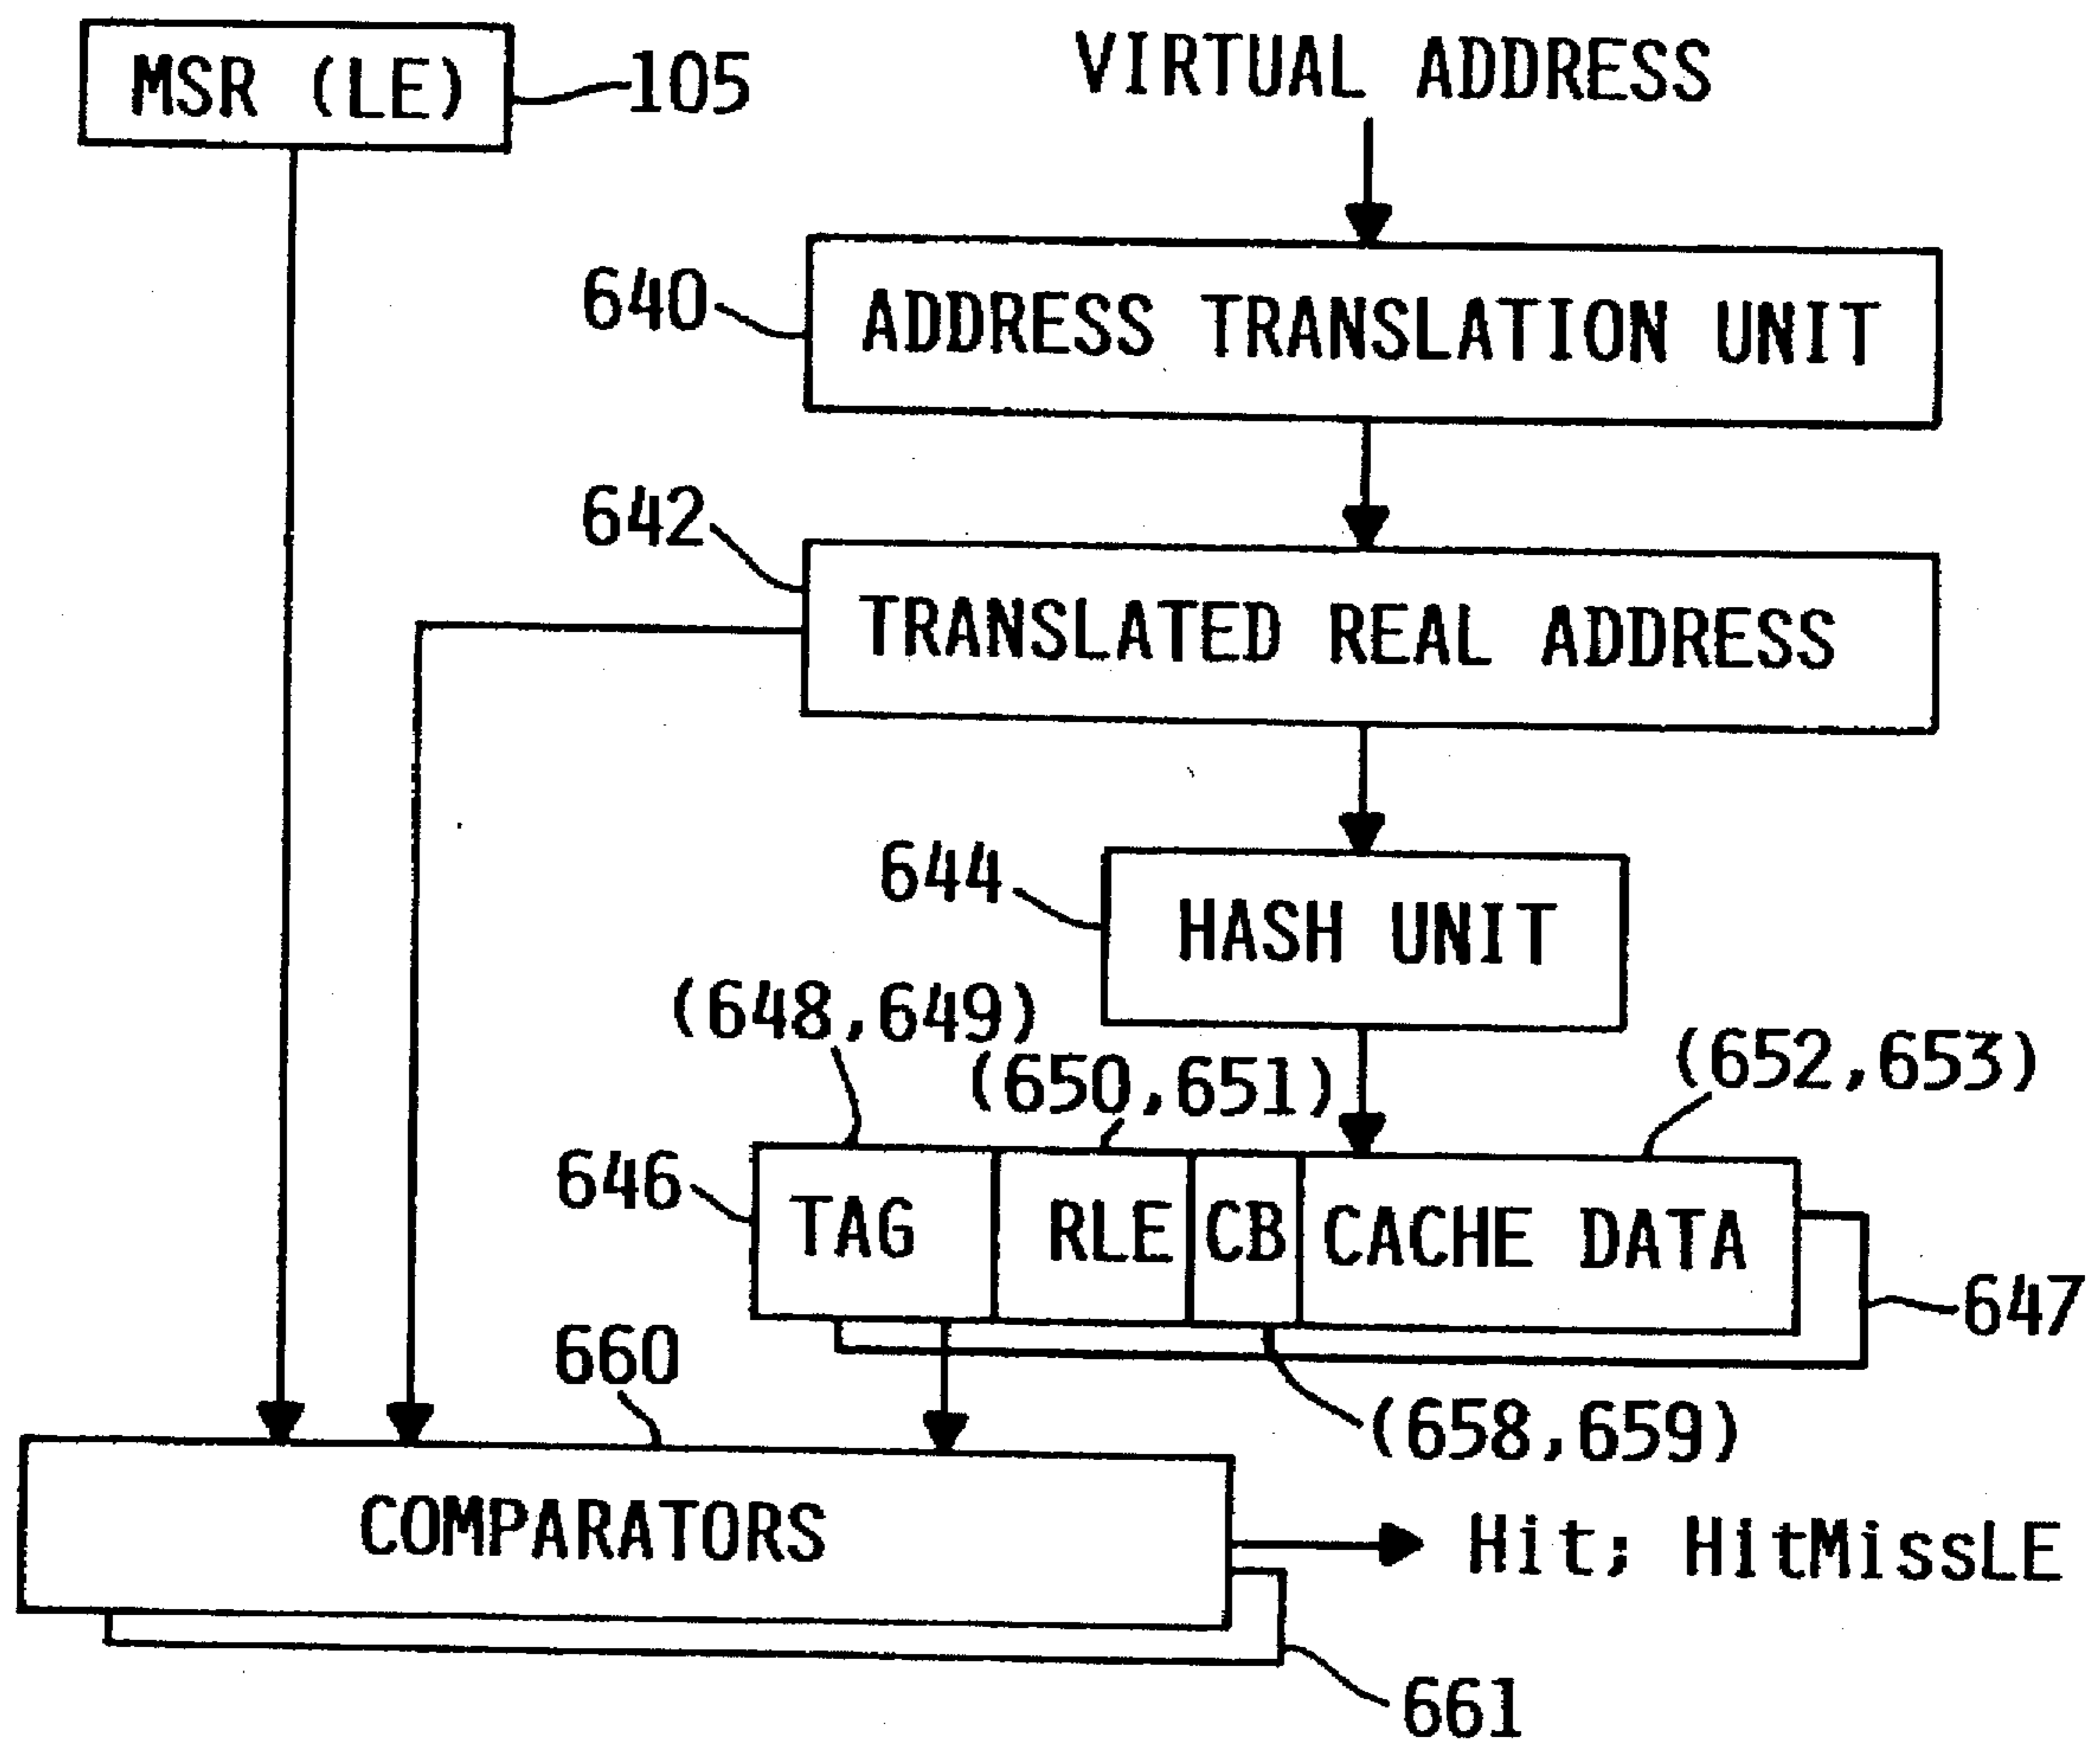 MSR (LE)
105
VIRTUAL ADDRESS
640
ADDRESS TRANSLATION UNIT
642
TRANSLATED REAL ADDRESS
644
HASH UNIT
(648,649)
(650,651)
(652,653)
646
TAG
RLE
CB
CACHE DATA
647
660
(658,659)
COMPARATORS
Hit; HitMissLE
661